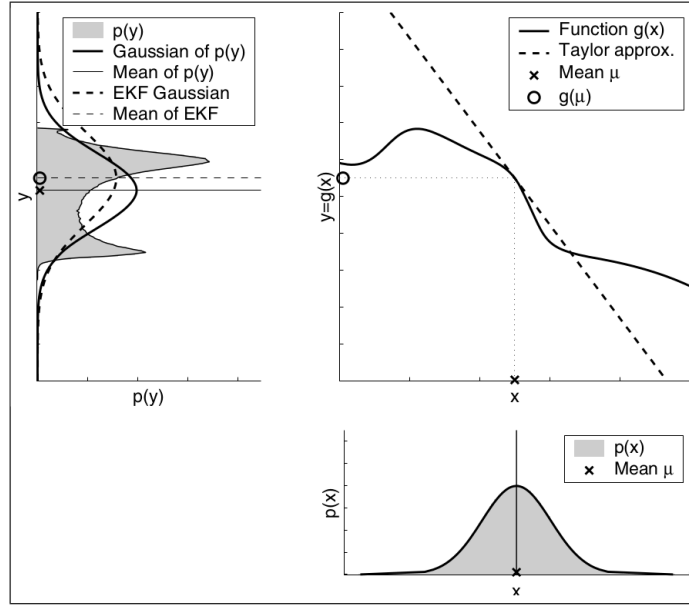 p(y)
Gaussian of p(y)
Mean of p(y)
EKF Gaussian
Mean of EKF
y
p(y)
Function g(x)
Taylor approx.
Mean μ
g(μ)
y=g(x)
x
p(x)
Mean μ
p(x)
x